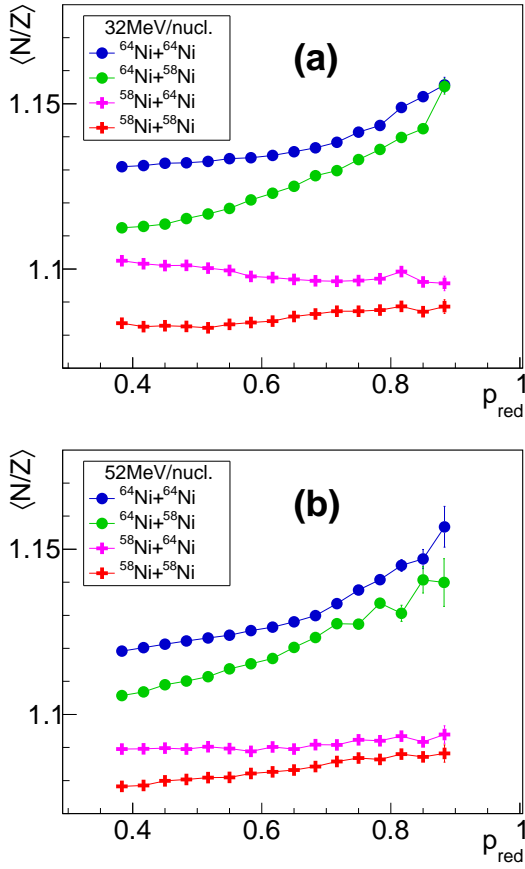 ⟨N/Z⟩
32MeV/nucl.
⁶⁴Ni+⁶⁴Ni
⁶⁴Ni+⁵⁸Ni
⁵⁸Ni+⁶⁴Ni
⁵⁸Ni+⁵⁸Ni
(a)
1.15
1.1
0.4 0.6 0.8 1
p_red
⟨N/Z⟩
52MeV/nucl.
⁶⁴Ni+⁶⁴Ni
⁶⁴Ni+⁵⁸Ni
⁵⁸Ni+⁶⁴Ni
⁵⁸Ni+⁵⁸Ni
(b)
1.15
1.1
0.4 0.6 0.8 1
p_red